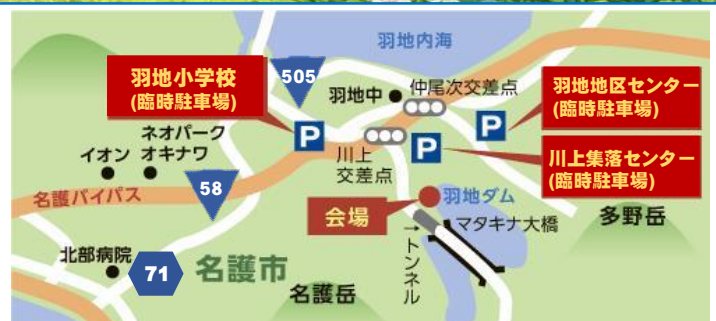 羽地内海
羽地小学校
(臨時駐車場)
505
羽地中
仲尾次交差点
羽地地区センター
(臨時駐車場)
P
P
P
川上
交差点
川上集落センター
(臨時駐車場)
ネオパーク
オキナワ
イオン
名護バイパス
58
会場
羽地ダム
マタキナ大橋
多野岳
→トンネル
北部病院
71
名護市
名護岳